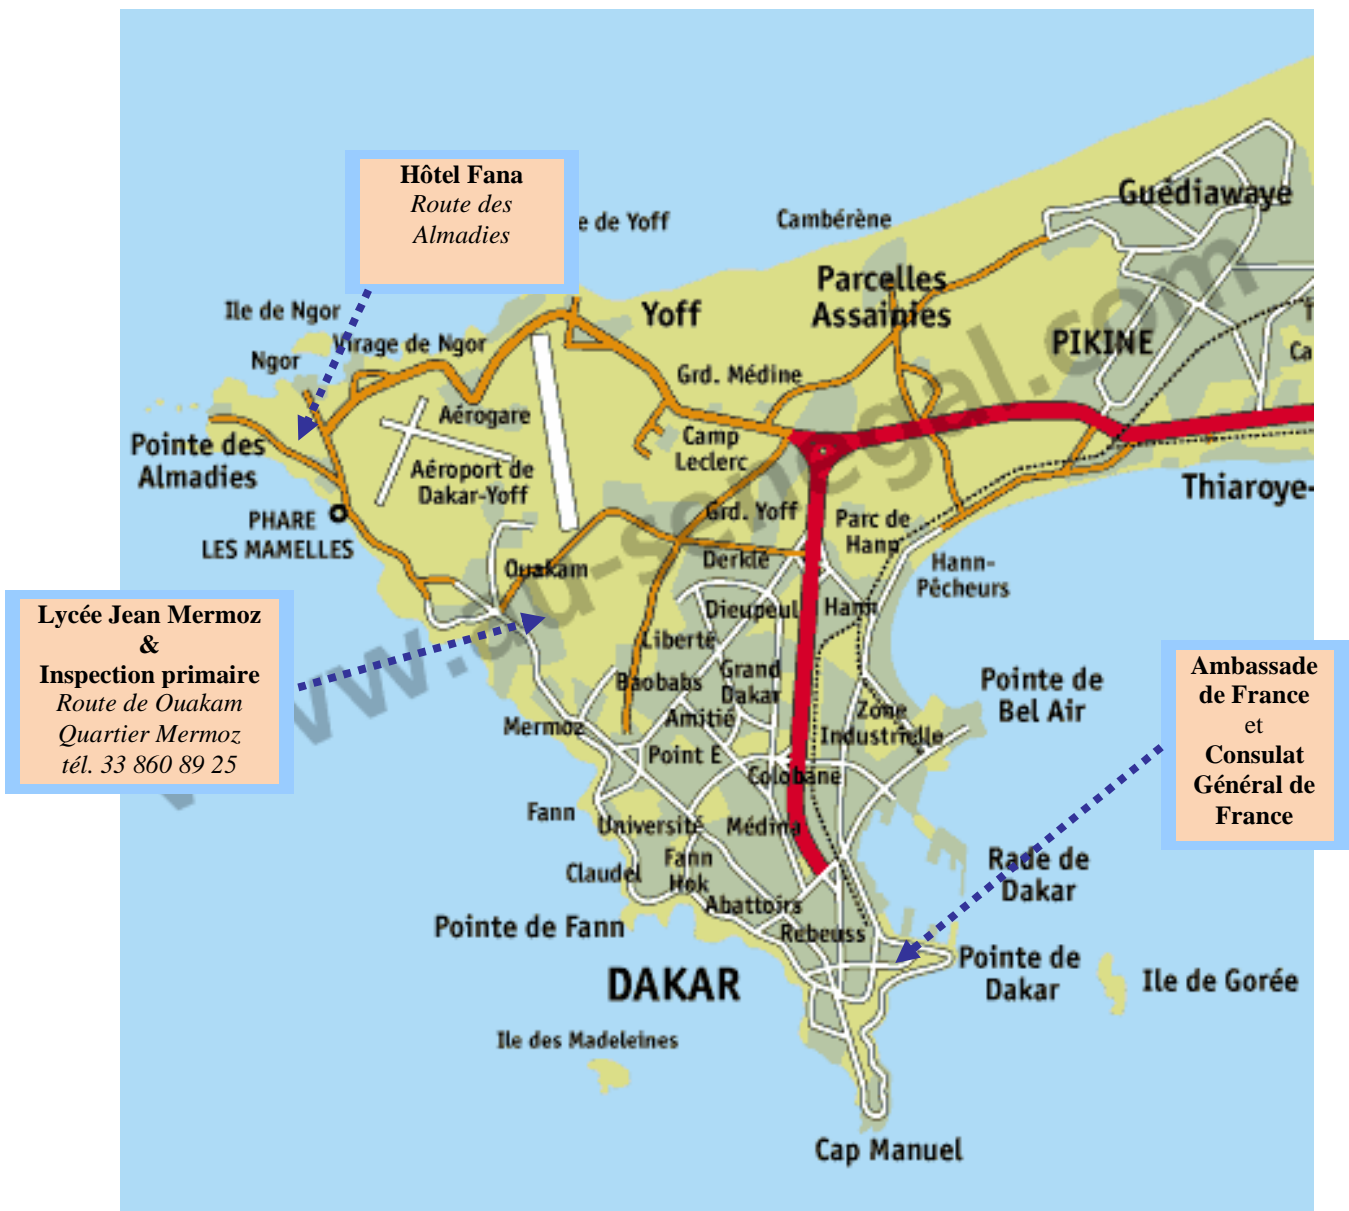 Hôtel Fana
Route des
Almadies
e de Yoff
Cambérène
Guédiawaye
Parcelles
Assainies
Yoff
Ile de Ngor
Virage de Ngor
Ngor
PIKINE
Ca
Grd. Médine
Aérogare
Camp
Leclerc
Pointe des
Almadies
Aéroport de
Dakar-Yoff
Thiaroye-
PHARE
LES MAMELLES
Grd. Yoff
Parc de
Hann
Derklé
Ouakam
Hann-
Pêcheurs
Dieupeul
Hann
Liberté
Lycée Jean Mermoz
&
Inspection primaire
Route de Ouakam
Quartier Mermoz
tél. 33 860 89 25
Baobabs
Grand
Dakar
Amitié
Mermoz
Point E
Zone
Industrielle
Pointe de
Bel Air
Ambassade
de France
et
Consulat
Général de
France
Colobane
Fann
Université
Médina
Claudel
Fann
Hok
Abattoirs
Rebeuss
Rade de
Dakar
Pointe de Fann
DAKAR
Pointe de
Dakar
Ile de Gorée
Ile des Madeleines
Cap Manuel
www.au-senegal.com